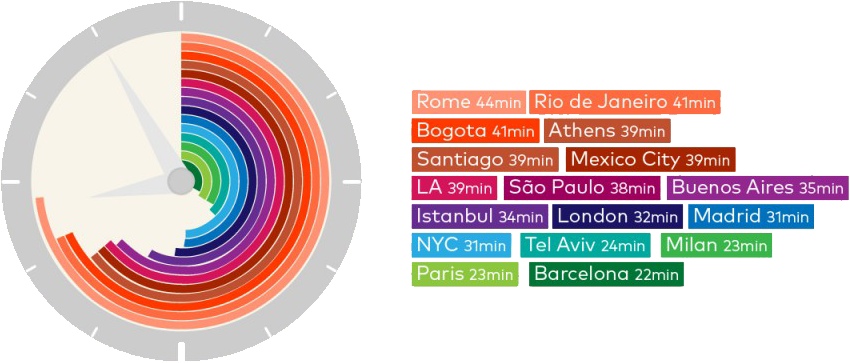 Rome 44min Rio de Janeiro 41min
Bogota 41min Athens 39min
Santiago 39min Mexico City 39min
LA 39min São Paulo 38min Buenos Aires 35min
Istanbul 34min London 32min Madrid 31min
NYC 31min Tel Aviv 24min Milan 23min
Paris 23min Barcelona 22min